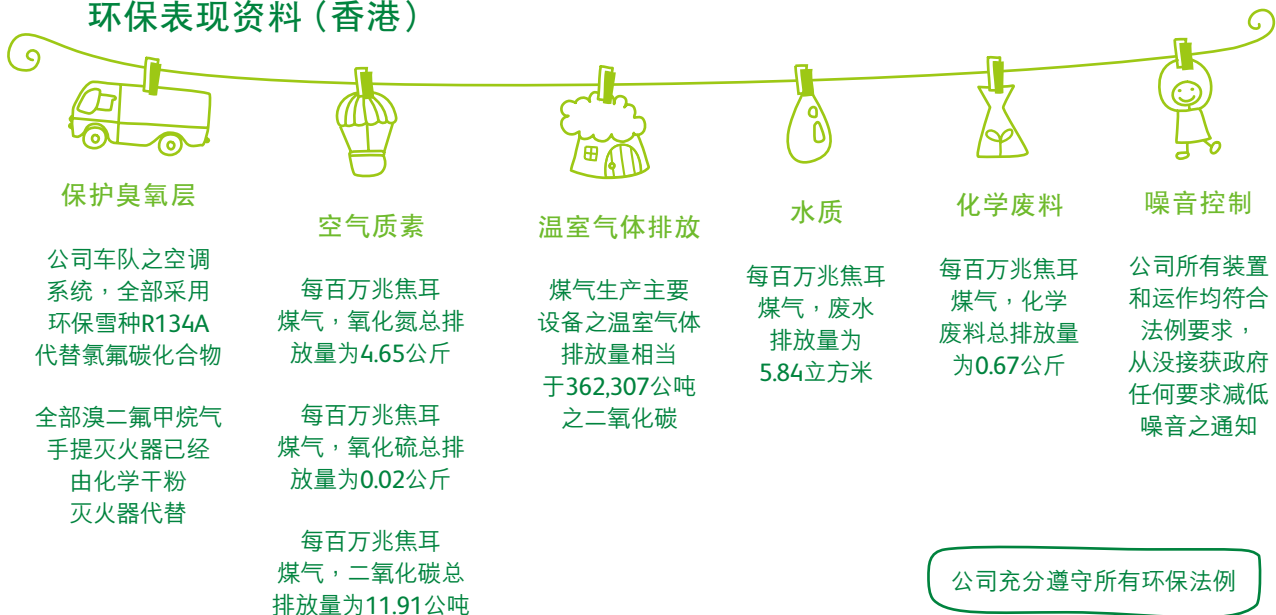 环保表现资料（香港）
保护臭氧层
公司车队之空调
系统，全部采用
环保雪种R134A
代替氯氟碳化合物
全部溴二氟甲烷气
手提灭火器已经
由化学干粉
灭火器代替
空气质素
每百万兆焦耳
煤气，氧化氮总排
放量为4.65公斤
每百万兆焦耳
煤气，氧化硫总排
放量为0.02公斤
每百万兆焦耳
煤气，二氧化碳总
排放量为11.91公吨
温室气体排放
煤气生产主要
设备之温室气体
排放量相当
于362,307公吨
之二氧化碳
水质
每百万兆焦耳
煤气，废水
排放量为
5.84立方米
化学废料
每百万兆焦耳
煤气，化学
废料总排放量
为0.67公斤
噪音控制
公司所有装置
和运作均符合
法例要求，
从没接获政府
任何要求减低
噪音之通知
公司充分遵守所有环保法例